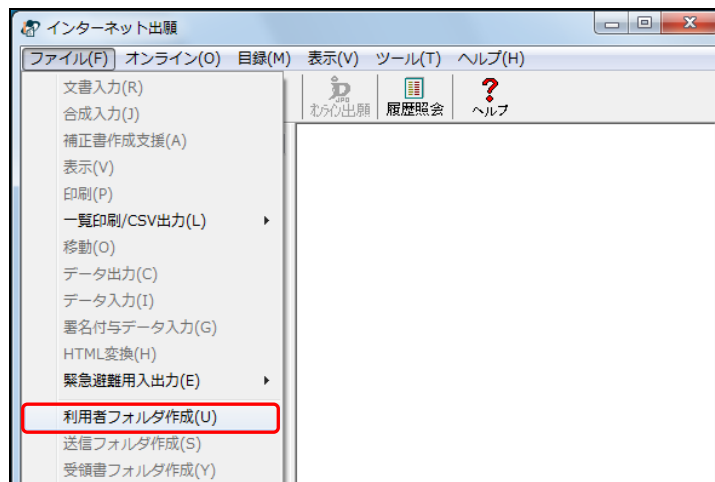 インターネット出願
ファイル(F) オンライン(O) 目録(M) 表示(V) ツール(T) ヘルプ(H)
文書入力(R)
合成入力(J)
補正書作成支援(A)
表示(V)
印刷(P)
一覧印刷/CSV出力(L)
移動(O)
データ出力(C)
データ入力(I)
署名付与データ入力(G)
HTML変換(H)
緊急避難用入出力(E)
利用者フォルダ作成(U)
送信フォルダ作成(S)
受領書フォルダ作成(Y)
JPO
出願 履歴照会 ヘルプ